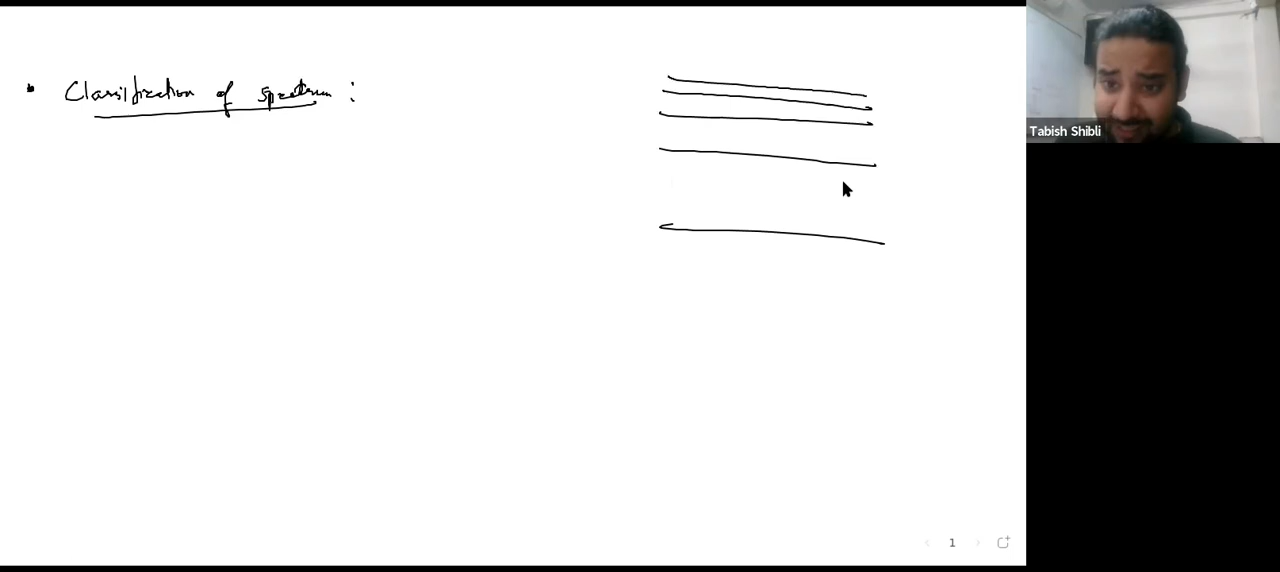 • Classification of spectrum :
Tabish Shibli
1